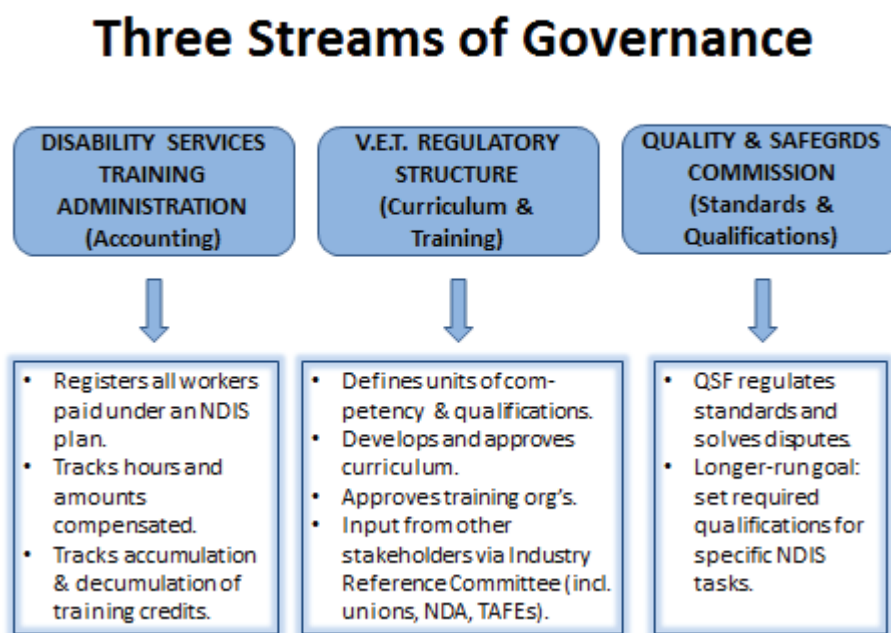 Three Streams of Governance
DISABILITY SERVICES
TRAINING
ADMINISTRATION
(Accounting)
V.E.T. REGULATORY
STRUCTURE
(Curriculum &
Training)
QUALITY & SAFEGRDS
COMMISSION
(Standards &
Qualifications)
• Registers all workers
paid under an NDIS
plan.
• Tracks hours and
amounts
compensated.
• Tracks accumulation
& decumulation of
training credits.
• Defines units of com-
petency & qualifications.
• Develops and approves
curriculum.
• Approves training org's.
• Input from other
stakeholders via Industry
Reference Committee (incl.
unions, NDA, TAFEs).
• QSF regulates
standards and
solves disputes.
• Longer-run goal:
set required
qualifications for
specific NDIS
tasks.